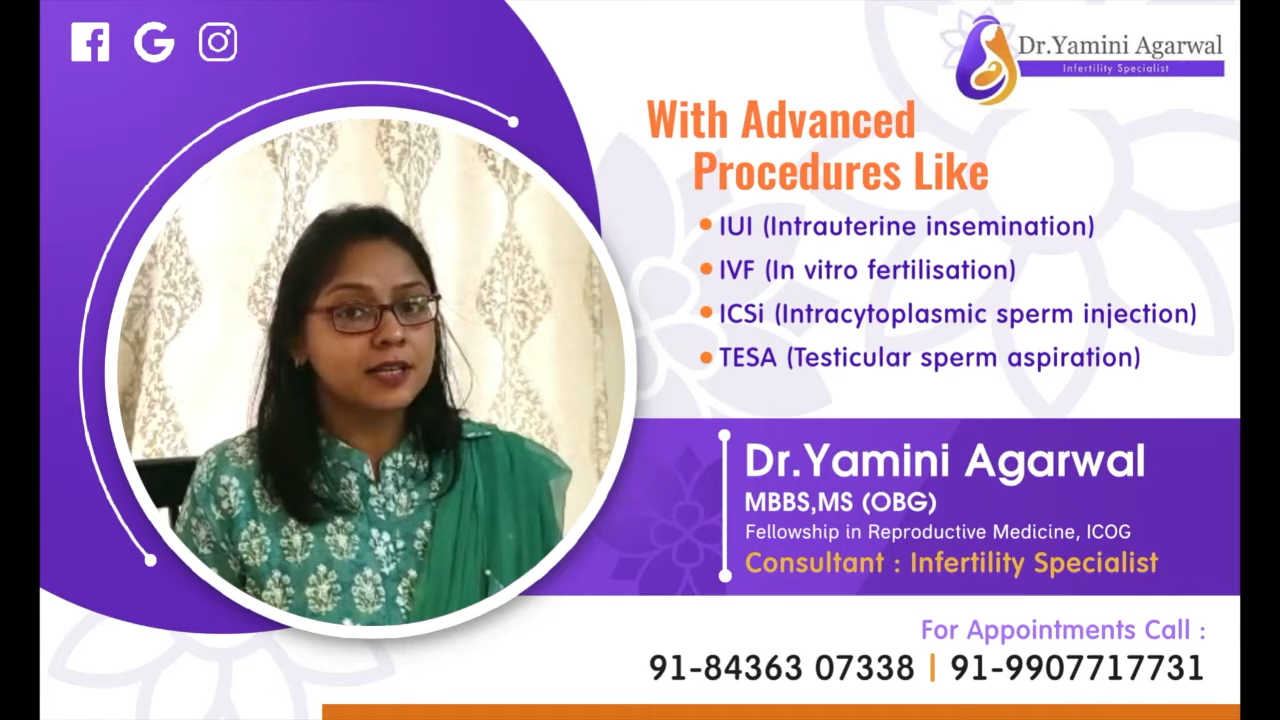 Dr.Yamini Agarwal
Infertility Specialist
With Advanced
Procedures Like
IUI (Intrauterine insemination)
IVF (In vitro fertilisation)
ICSi (Intracytoplasmic sperm injection)
TESA (Testicular sperm aspiration)
Dr.Yamini Agarwal
MBBS,MS (OBG)
Fellowship in Reproductive Medicine, ICOG
Consultant : Infertility Specialist
For Appointments Call :
91-84363 07338 | 91-9907717731